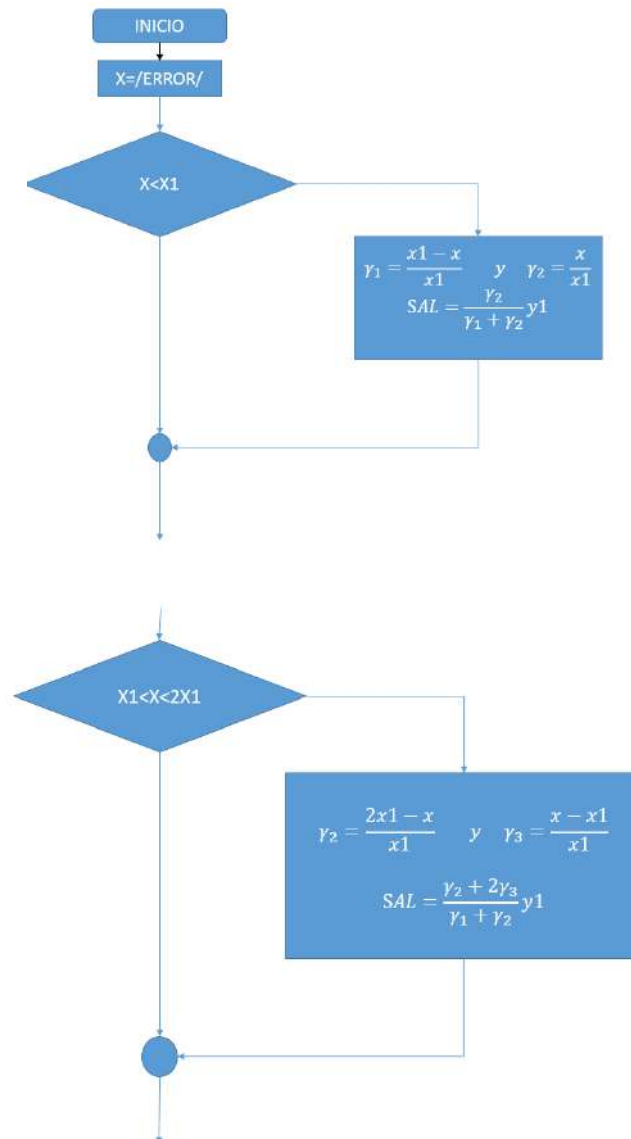 INICIO
X=/ERROR/
X<X1
γ₁ = (x1 − x)/x1 y γ₂ = x/x1
SAL = γ₂/(γ₁ + γ₂) y1
X1<X<2X1
γ₂ = (2x1 − x)/x1 y γ₃ = (x − x1)/x1
SAL = (γ₂ + 2γ₃)/(γ₁ + γ₂) y1